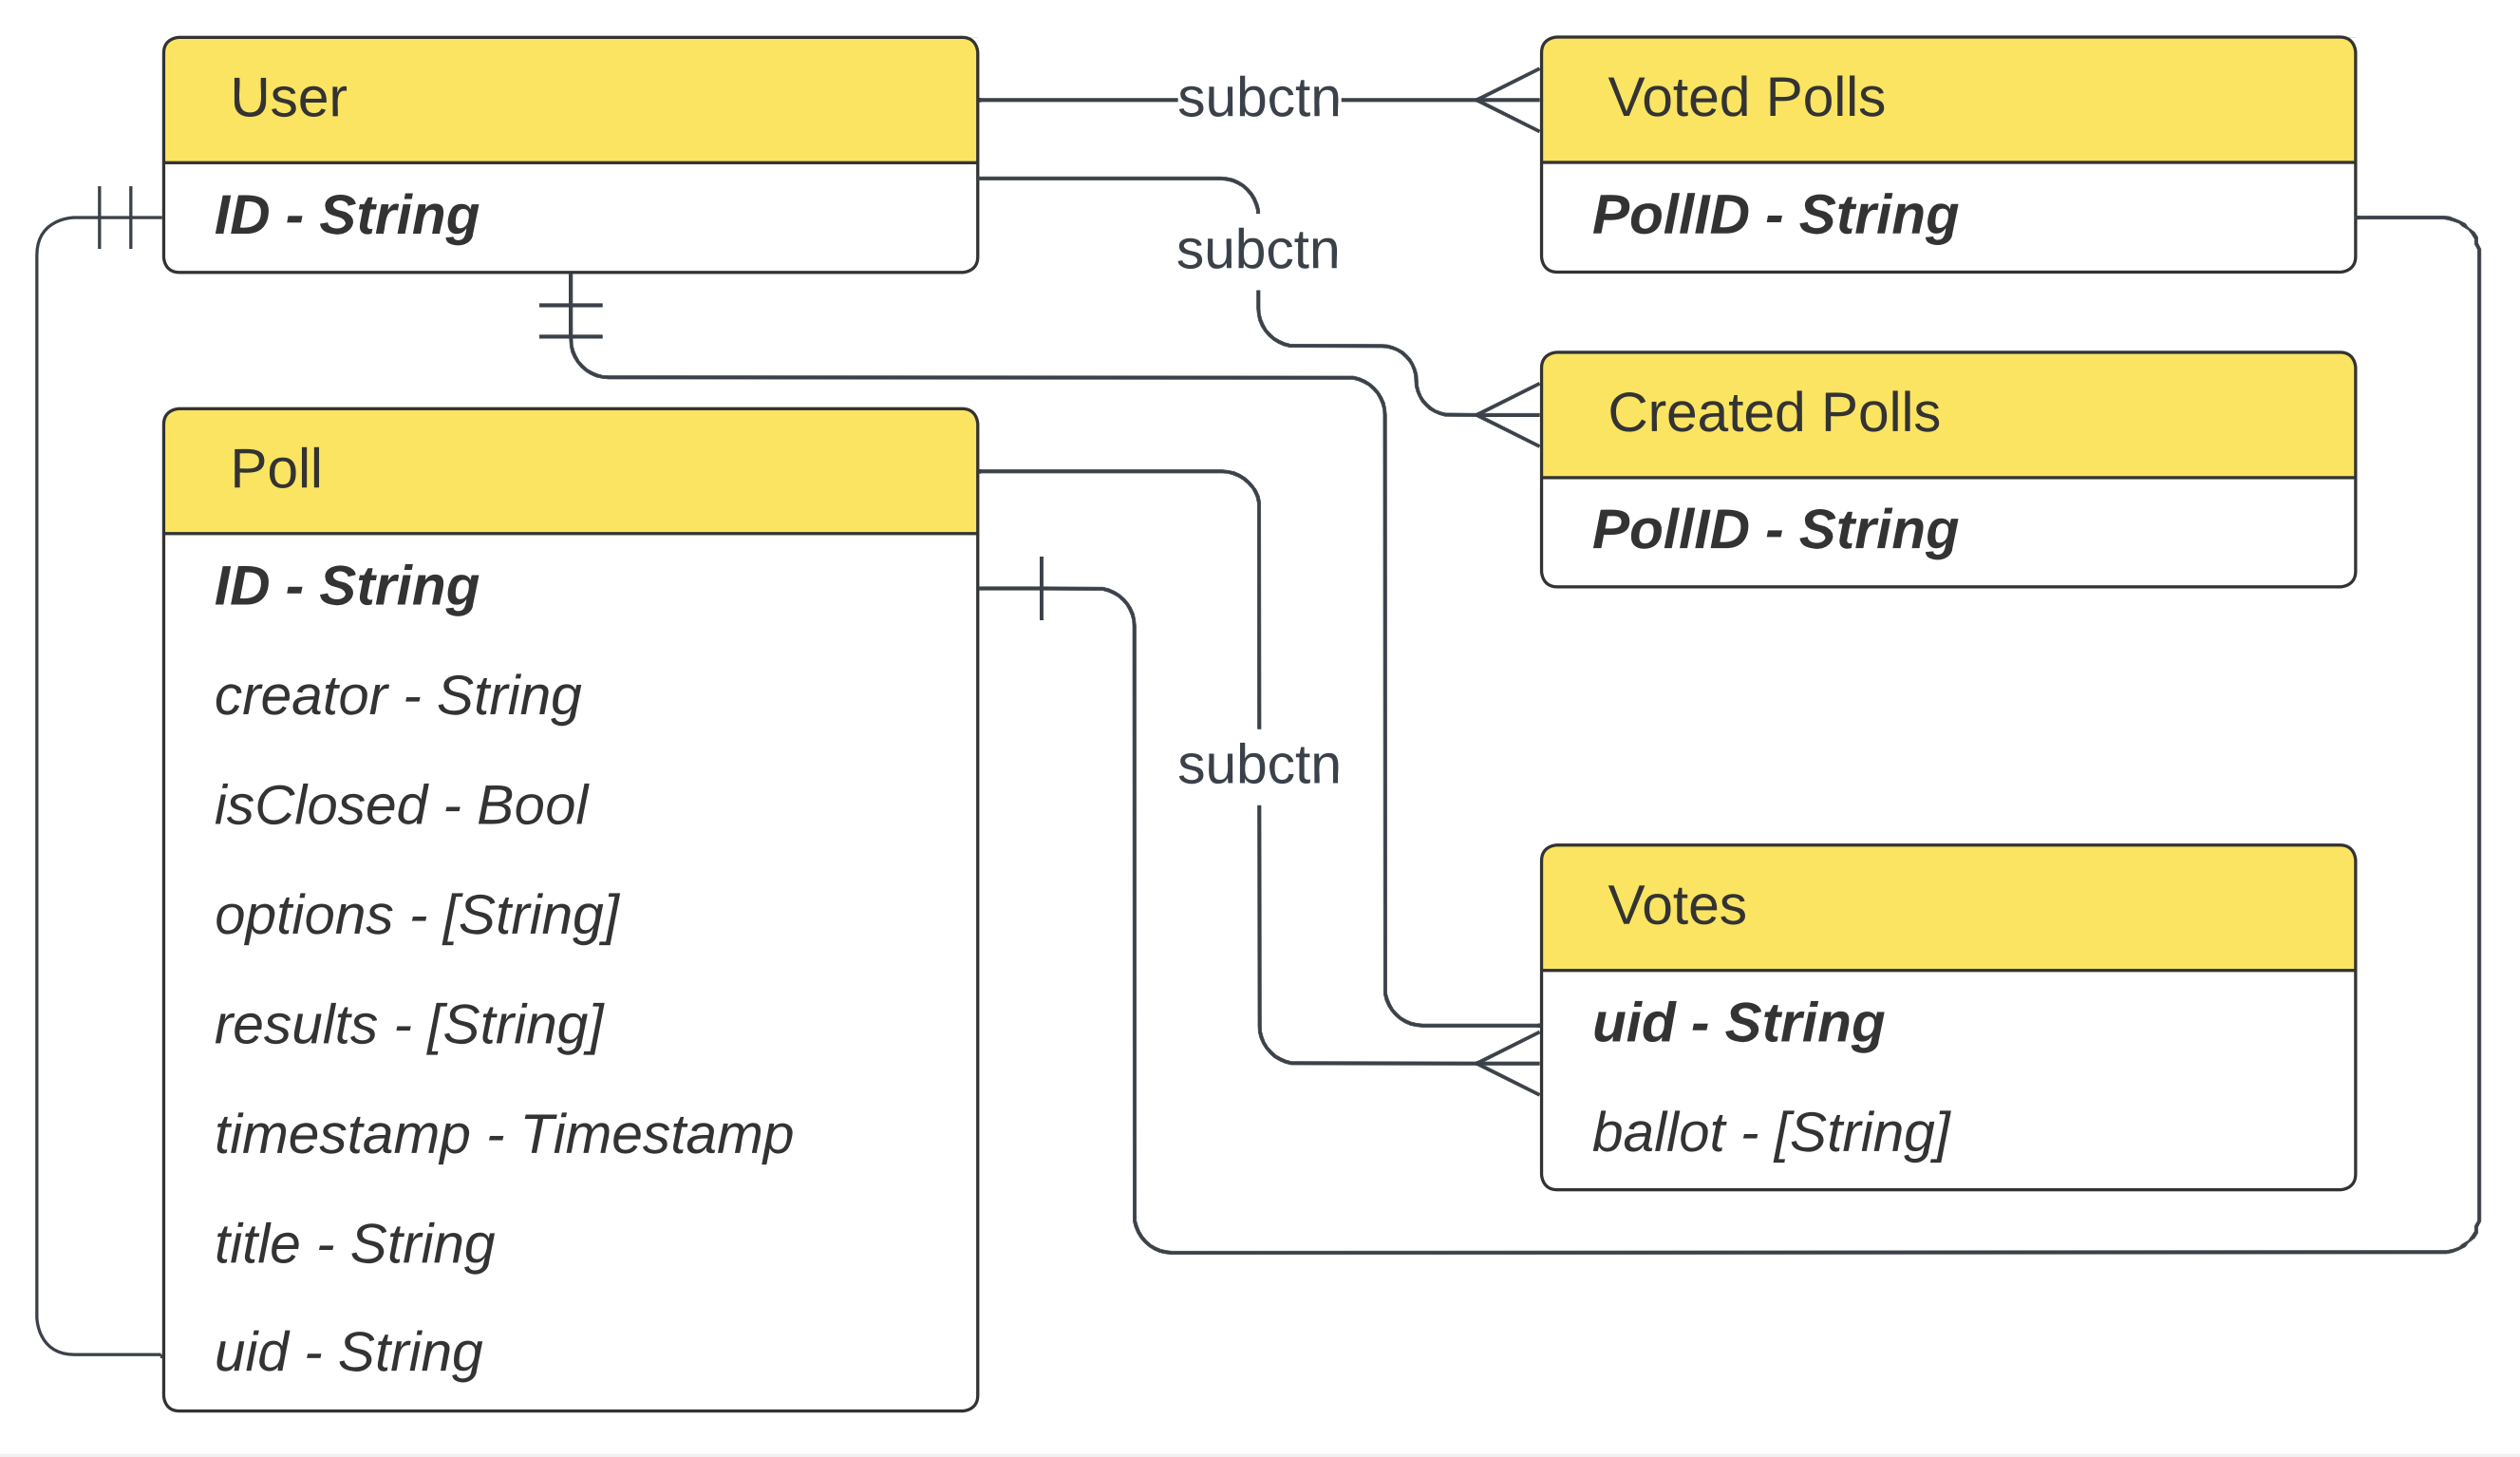 User
ID - String
subctn
Voted Polls
PollID - String
subctn
Created Polls
PollID - String
Poll
ID - String
creator - String
isClosed - Bool
options - [String]
results - [String]
timestamp - Timestamp
title - String
uid - String
subctn
Votes
uid - String
ballot - [String]